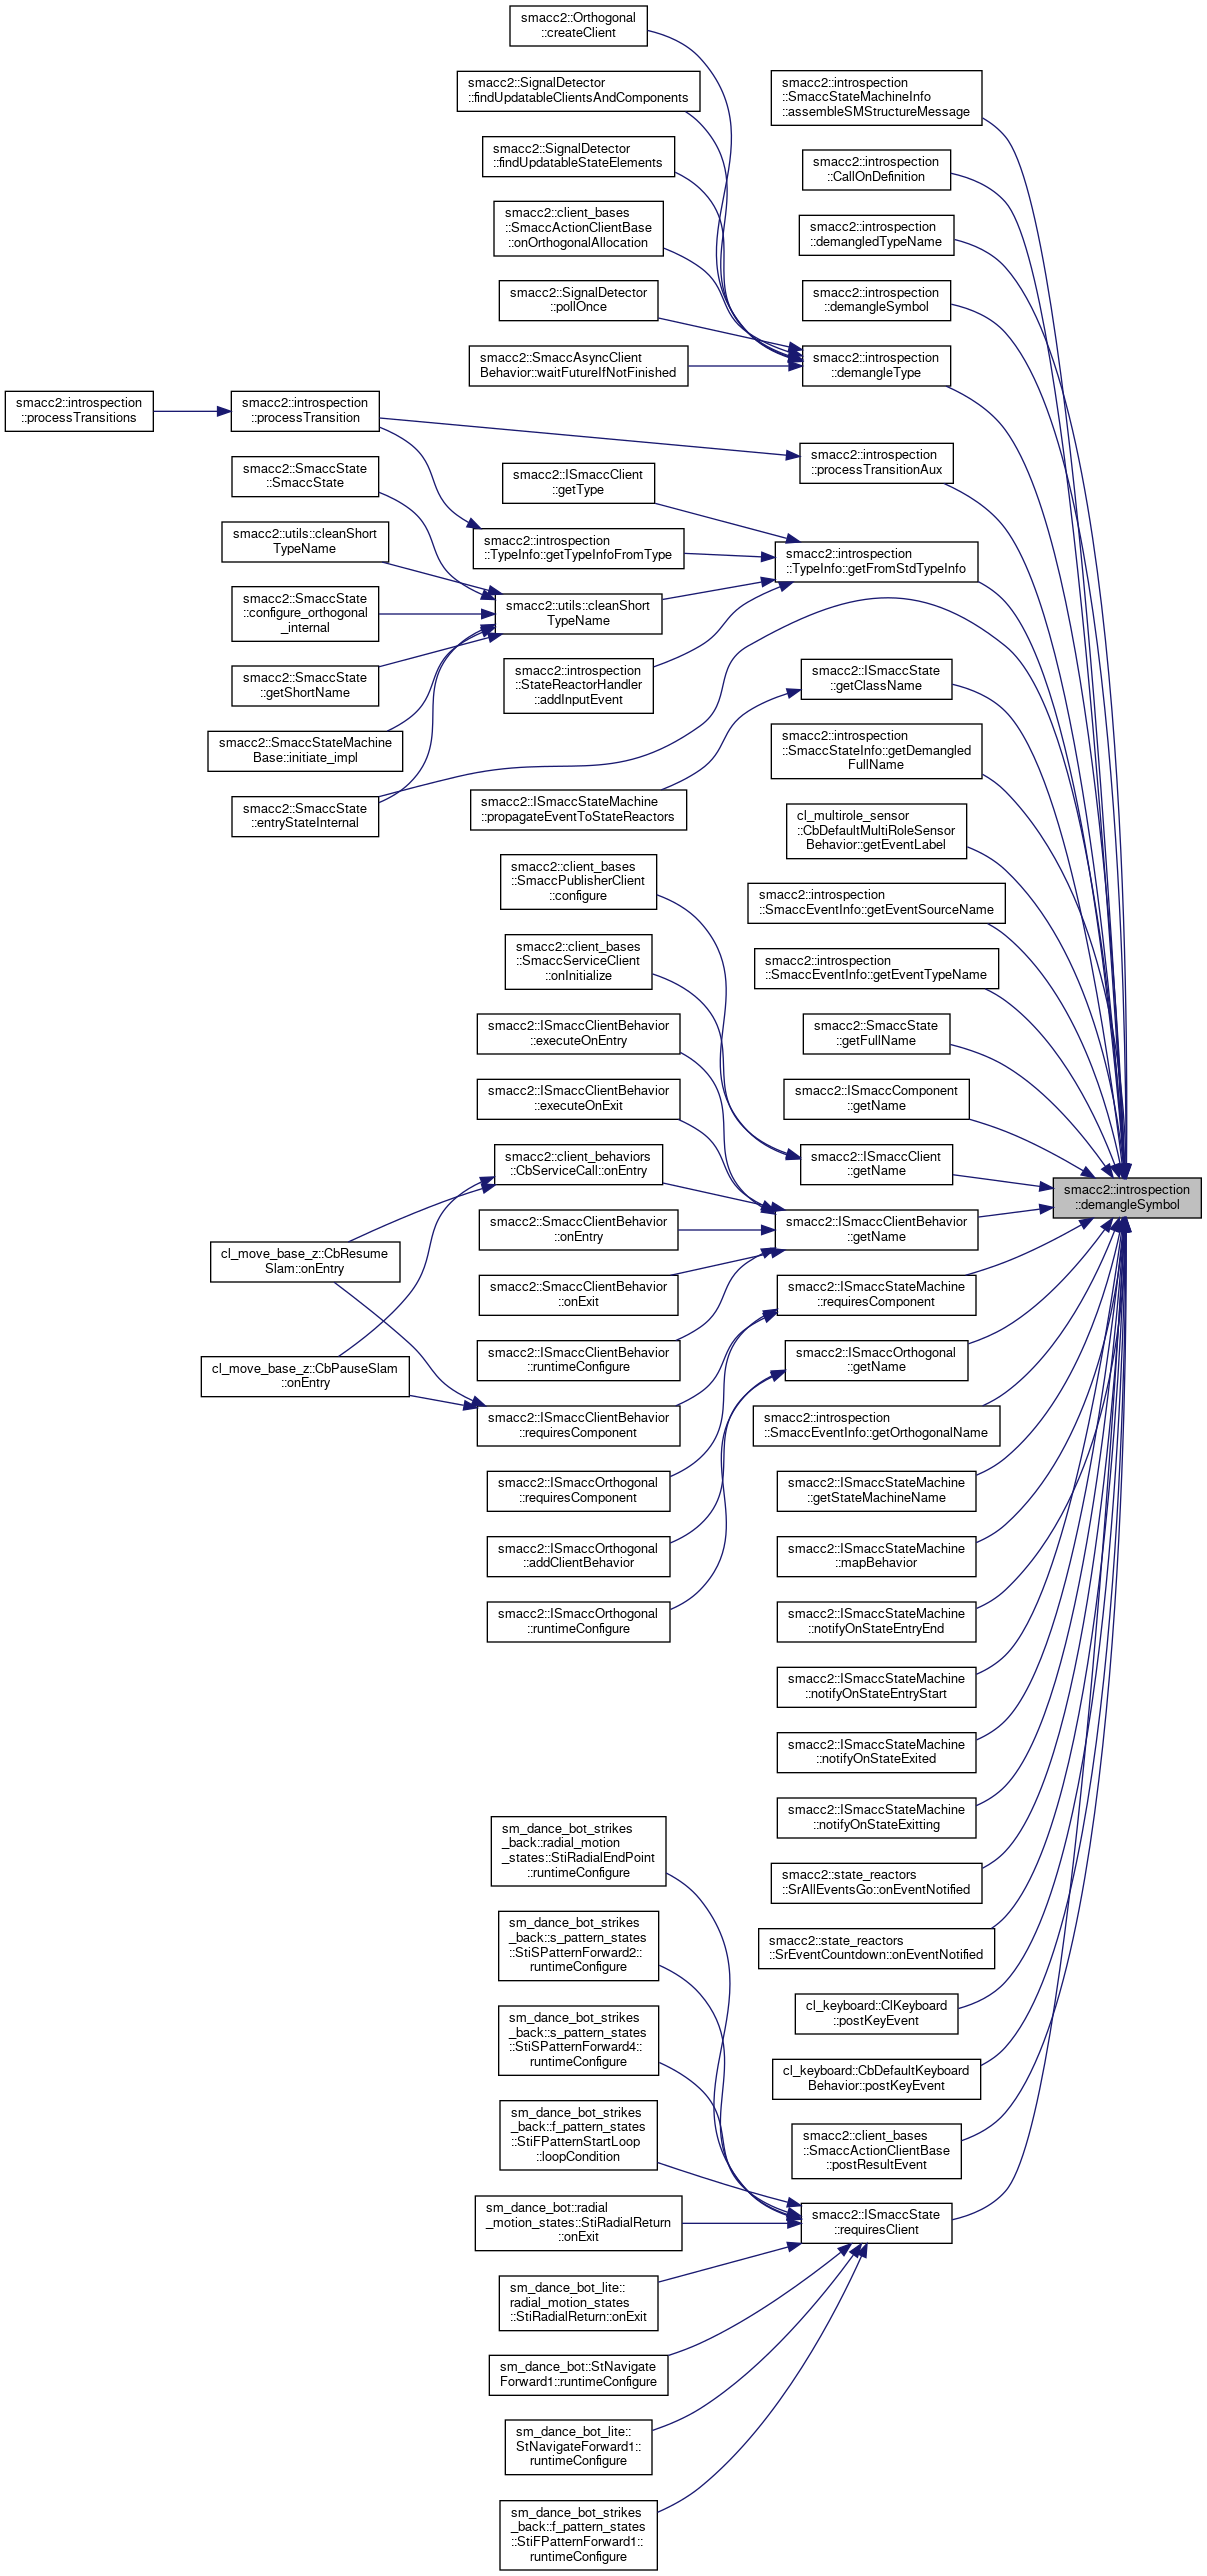 smacc2::Orthogonal
::createClient
smacc2::SignalDetector
::findUpdatableClientsAndComponents
smacc2::SignalDetector
::findUpdatableStateElements
smacc2::client_bases
::SmaccActionClientBase
::onOrthogonalAllocation
smacc2::SignalDetector
::pollOnce
smacc2::SmaccAsyncClient
Behavior::waitFutureIfNotFinished
smacc2::introspection
::SmaccStateMachineInfo
::assembleSMStructureMessage
smacc2::introspection
::CallOnDefinition
smacc2::introspection
::demangledTypeName
smacc2::introspection
::demangleSymbol
smacc2::introspection
::demangleType
smacc2::introspection
::processTransitions
smacc2::introspection
::processTransition
smacc2::introspection
::processTransitionAux
smacc2::SmaccState
::SmaccState
smacc2::ISmaccClient
::getType
smacc2::utils::cleanShort
TypeName
smacc2::introspection
::TypeInfo::getTypeInfoFromType
smacc2::introspection
::TypeInfo::getFromStdTypeInfo
smacc2::SmaccState
::configure_orthogonal
_internal
smacc2::utils::cleanShort
TypeName
smacc2::SmaccState
::getShortName
smacc2::introspection
::StateReactorHandler
::addInputEvent
smacc2::ISmaccState
::getClassName
smacc2::SmaccStateMachine
Base::initiate_impl
smacc2::introspection
::SmaccStateInfo::getDemangled
FullName
smacc2::SmaccState
::entryStateInternal
smacc2::ISmaccStateMachine
::propagateEventToStateReactors
cl_multirole_sensor
::CbDefaultMultiRoleSensor
Behavior::getEventLabel
smacc2::client_bases
::SmaccPublisherClient
::configure
smacc2::introspection
::SmaccEventInfo::getEventSourceName
smacc2::client_bases
::SmaccServiceClient
::onInitialize
smacc2::introspection
::SmaccEventInfo::getEventTypeName
smacc2::ISmaccClientBehavior
::executeOnEntry
smacc2::SmaccState
::getFullName
smacc2::ISmaccClientBehavior
::executeOnExit
smacc2::ISmaccComponent
::getName
smacc2::client_behaviors
::CbServiceCall::onEntry
smacc2::ISmaccClient
::getName
smacc2::introspection
::demangleSymbol
smacc2::SmaccClientBehavior
::onEntry
smacc2::ISmaccClientBehavior
::getName
cl_move_base_z::CbResume
Slam::onEntry
smacc2::SmaccClientBehavior
::onExit
smacc2::ISmaccStateMachine
::requiresComponent
smacc2::ISmaccClientBehavior
::runtimeConfigure
smacc2::ISmaccOrthogonal
::getName
cl_move_base_z::CbPauseSlam
::onEntry
smacc2::ISmaccClientBehavior
::requiresComponent
smacc2::introspection
::SmaccEventInfo::getOrthogonalName
smacc2::ISmaccOrthogonal
::requiresComponent
smacc2::ISmaccStateMachine
::getStateMachineName
smacc2::ISmaccOrthogonal
::addClientBehavior
smacc2::ISmaccStateMachine
::mapBehavior
smacc2::ISmaccOrthogonal
::runtimeConfigure
smacc2::ISmaccStateMachine
::notifyOnStateEntryEnd
smacc2::ISmaccStateMachine
::notifyOnStateEntryStart
smacc2::ISmaccStateMachine
::notifyOnStateExited
smacc2::ISmaccStateMachine
::notifyOnStateExitting
smacc2::state_reactors
::SrAllEventsGo::onEventNotified
smacc2::state_reactors
::SrEventCountdown::onEventNotified
cl_keyboard::ClKeyboard
::postKeyEvent
cl_keyboard::CbDefaultKeyboard
Behavior::postKeyEvent
smacc2::client_bases
::SmaccActionClientBase
::postResultEvent
smacc2::ISmaccState
::requiresClient
sm_dance_bot_strikes
_back::radial_motion
_states::StiRadialEndPoint
::runtimeConfigure
sm_dance_bot_strikes
_back::s_pattern_states
::StiSPatternForward2::
runtimeConfigure
sm_dance_bot_strikes
_back::s_pattern_states
::StiSPatternForward4::
runtimeConfigure
sm_dance_bot_strikes
_back::f_pattern_states
::StiFPatternStartLoop
::loopCondition
sm_dance_bot::radial
_motion_states::StiRadialReturn
::onExit
sm_dance_bot_lite::
radial_motion_states
::StiRadialReturn::onExit
sm_dance_bot::StNavigate
Forward1::runtimeConfigure
sm_dance_bot_lite::
StNavigateForward1::
runtimeConfigure
sm_dance_bot_strikes
_back::f_pattern_states
::StiFPatternForward1::
runtimeConfigure